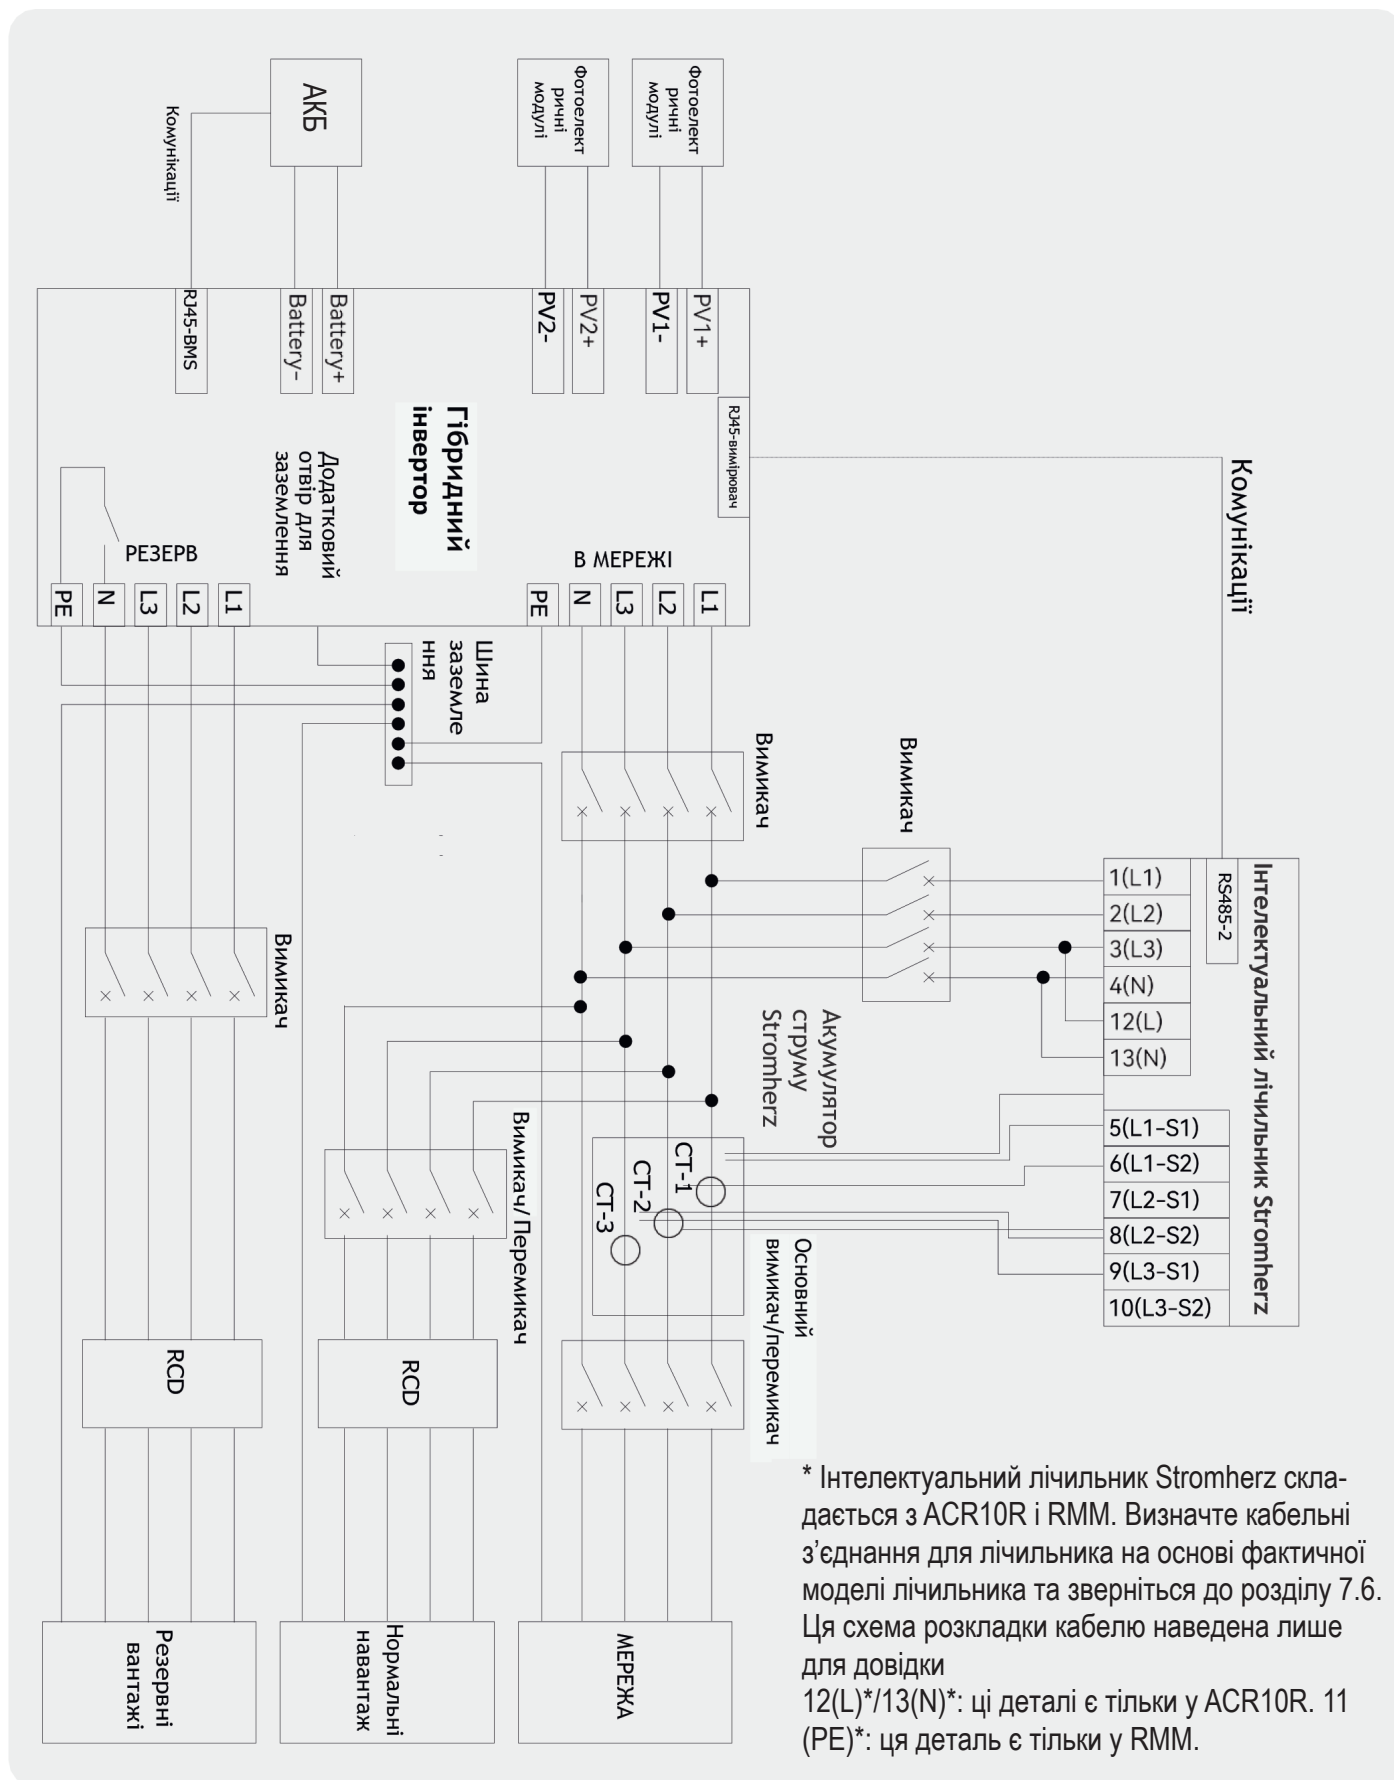 АКБ
Комунікації
Фотоелект
ричні
модулі
Фотоелект
ричні
модулі
RJ45-BMS
Battery-
Battery+
PV2-
PV2+
PV1-
PV1+
RJ45-вимірювач
Гібридний
інвертор
Додатковий
отвір для
заземлення
Комунікації
РЕЗЕРВ
В МЕРЕЖІ
PE
N
L3
L2
L1
PE
N
L3
L2
L1
Шина
заземле
ння
Вимикач
Вимикач
Вимикач
RS485-2
Інтелектуальний лічильник Stromherz
1(L1)
2(L2)
3(L3)
4(N)
12(L)
13(N)
5(L1-S1)
6(L1-S2)
7(L2-S1)
8(L2-S2)
9(L3-S1)
10(L3-S2)
Акумулятор
струму
Stromherz
Вимикач/Перемикач
CT-1
CT-2
CT-3
Основний
вимикач/перемикач
RCD
RCD
Резервні
вантажі
Нормальні
навантаж
МЕРЕЖА
* Інтелектуальний лічильник Stromherz скла-
дається з ACR10R і RMM. Визначте кабельні
з’єднання для лічильника на основі фактичної
моделі лічильника та зверніться до розділу 7.6.
Ця схема розкладки кабелю наведена лише
для довідки
12(L)*/13(N)*: ці деталі є тільки у ACR10R. 11
(PE)*: ця деталь є тільки у RMM.